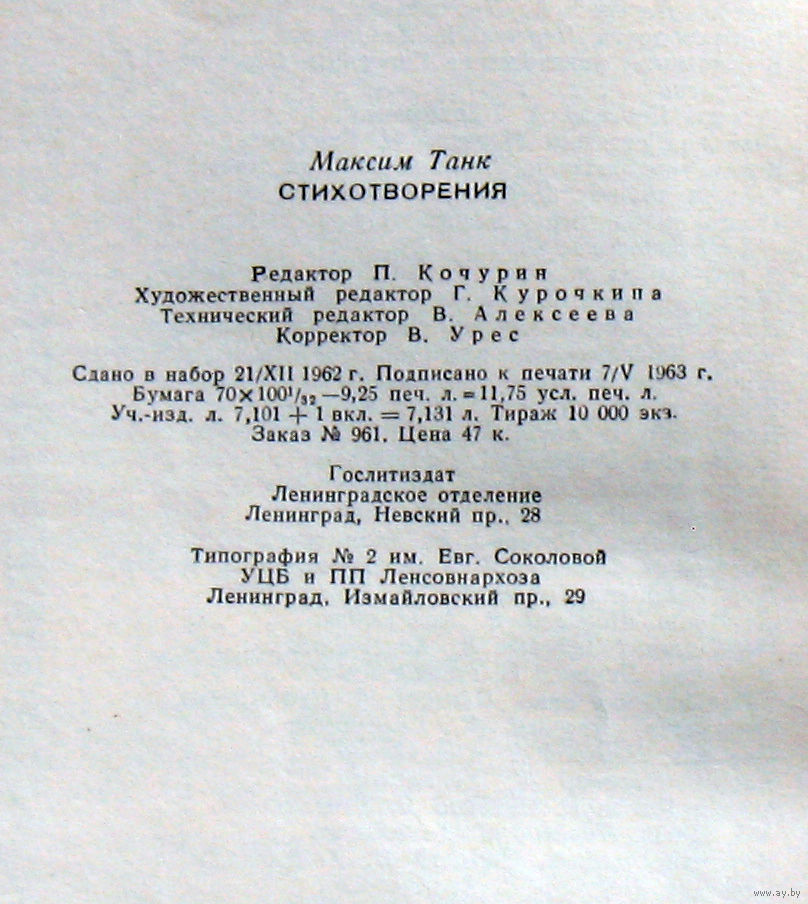 Максим Танк
СТИХОТВОРЕНИЯ
Редактор П. Кочурин
Художественный редактор Г. Курочкина
Технический редактор В. Алексеева
Корректор В. Урес
Сдано в набор 21/XII 1962 г. Подписано к печати 7/V 1963 г.
Бумага 70×100¹/₃₂—9,25 печ. л.=11,75 усл. печ. л.
Уч.-изд. л. 7,101 + 1 вкл. = 7,131 л. Тираж 10 000 экз.
Заказ № 961. Цена 47 к.
Гослитиздат
Ленинградское отделение
Ленинград, Невский пр., 28
Типография № 2 им. Евг. Соколовой
УЦБ и ПП Ленсовнархоза
Ленинград, Измайловский пр., 29
www.ay.by